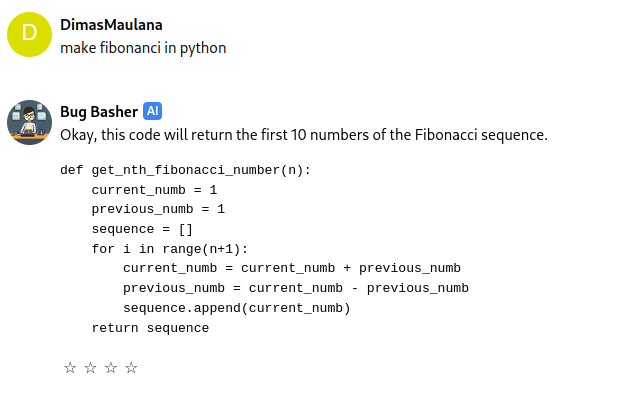 D
DimasMaulana
make fibonanci in python
Bug Basher AI
Okay, this code will return the first 10 numbers of the Fibonacci sequence.
def get_nth_fibonacci_number(n):
    current_numb = 1
    previous_numb = 1
    sequence = []
    for i in range(n+1):
        current_numb = current_numb + previous_numb
        previous_numb = current_numb - previous_numb
        sequence.append(current_numb)
    return sequence